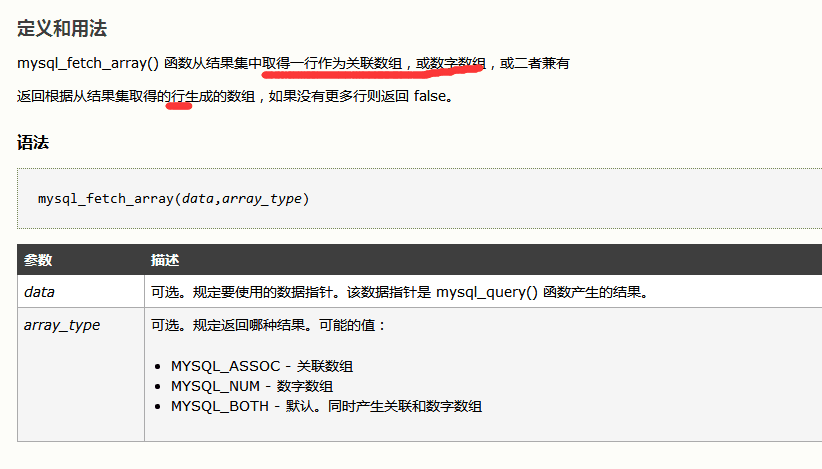 定义和用法
mysql_fetch_array() 函数从结果集中取得一行作为关联数组，或数字数组，或二者兼有
返回根据从结果集取得的行生成的数组，如果没有更多行则返回 false。
语法
mysql_fetch_array(data,array_type)
参数 描述
data 可选。规定要使用的数据指针。该数据指针是 mysql_query() 函数产生的结果。
array_type 可选。规定返回哪种结果。可能的值：
• MYSQL_ASSOC - 关联数组
• MYSQL_NUM - 数字数组
• MYSQL_BOTH - 默认。同时产生关联和数字数组